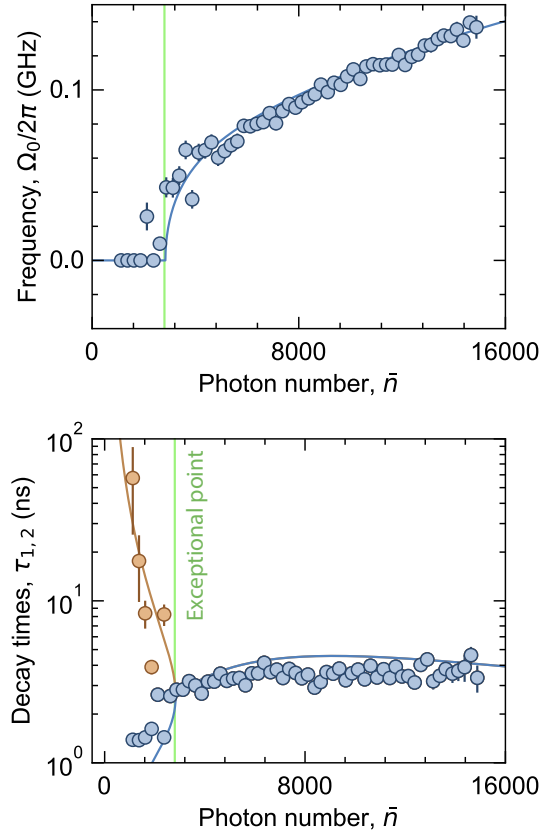 Frequency, Ω₀/2π (GHz)
0.1
0.0
0 8000 16000
Photon number, n̄
Decay times, τ₁, ₂ (ns)
10²
10¹
10⁰
Exceptional point
0 8000 16000
Photon number, n̄